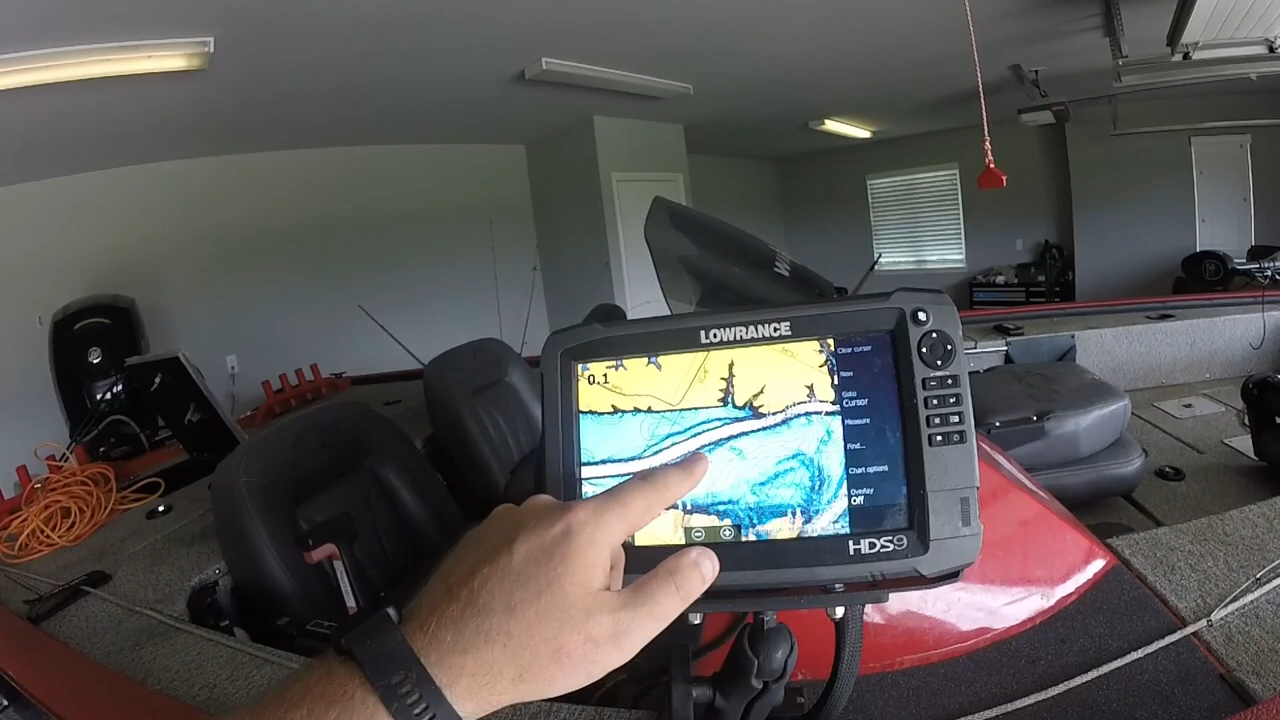 LOWRANCE
0.1
Clear cursor
New
Goto
Cursor
Measure
Find...
Chart options
Overlay
Off
HDS9